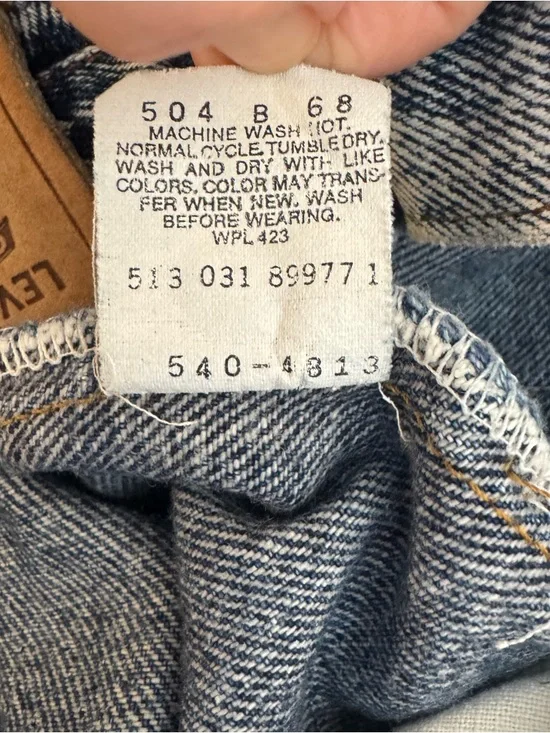 504 B 68
MACHINE WASH HOT.
NORMAL CYCLE. TUMBLE DRY.
WASH AND DRY WITH LIKE
COLORS. COLOR MAY TRANS-
FER WHEN NEW. WASH
BEFORE WEARING.
WPL 423
513 031 89977 1
540-4813
LEV